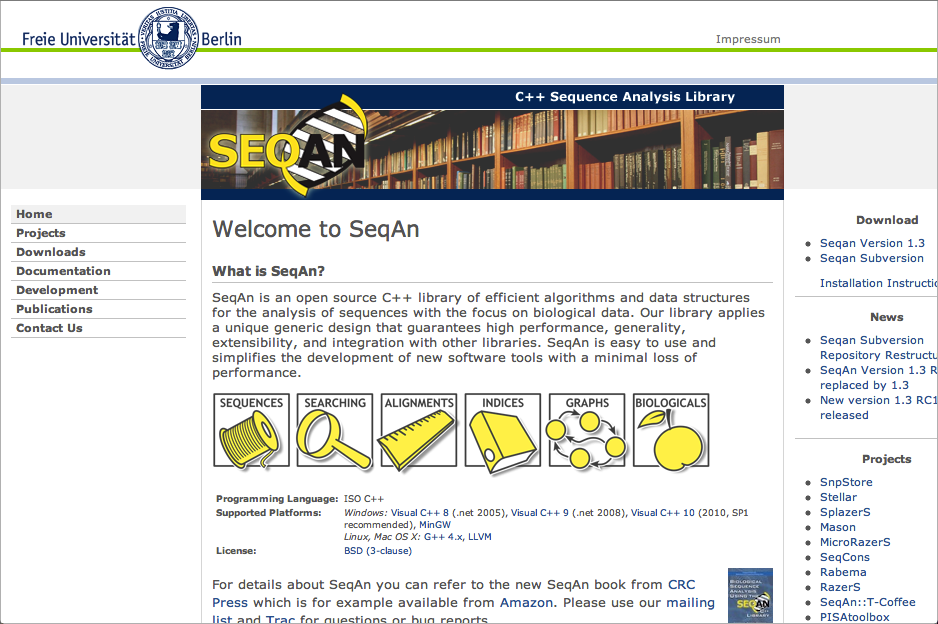 Freie Universität Berlin
Impressum
C++ Sequence Analysis Library
SEQAN
Home
Projects
Downloads
Documentation
Development
Publications
Contact Us
Welcome to SeqAn
What is SeqAn?
SeqAn is an open source C++ library of efficient algorithms and data structures
for the analysis of sequences with the focus on biological data. Our library applies
a unique generic design that guarantees high performance, generality,
extensibility, and integration with other libraries. SeqAn is easy to use and
simplifies the development of new software tools with a minimal loss of
performance.
SEQUENCES SEARCHING ALIGNMENTS INDICES GRAPHS BIOLOGICALS
Programming Language: ISO C++
Supported Platforms: Windows: Visual C++ 8 (.net 2005), Visual C++ 9 (.net 2008), Visual C++ 10 (2010, SP1
recommended), MinGW
Linux, Mac OS X: G++ 4.x, LLVM
License: BSD (3-clause)
For details about SeqAn you can refer to the new SeqAn book from CRC
Press which is for example available from Amazon. Please use our mailing
list and Trac for questions or bug reports.
BIOLOGICAL
SEQUENCE
ANALYSIS
USING THE
SEQAN
C++
LIBRARY
Download
Seqan Version 1.3
Seqan Subversion
Installation Instructio
News
Seqan Subversion
Repository Restructu
SeqAn Version 1.3 R
replaced by 1.3
New version 1.3 RC1
released
Projects
SnpStore
Stellar
SplazerS
Mason
MicroRazerS
SeqCons
Rabema
RazerS
SeqAn::T-Coffee
PISAtoolbox